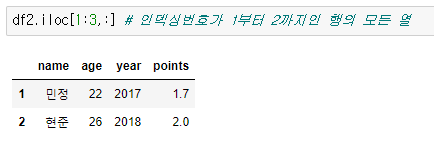 df2.iloc[1:3,:] # 인덱싱번호가 1부터 2까지인 행의 모든 열
name age year points
1 민정 22 2017 1.7
2 현준 26 2018 2.0